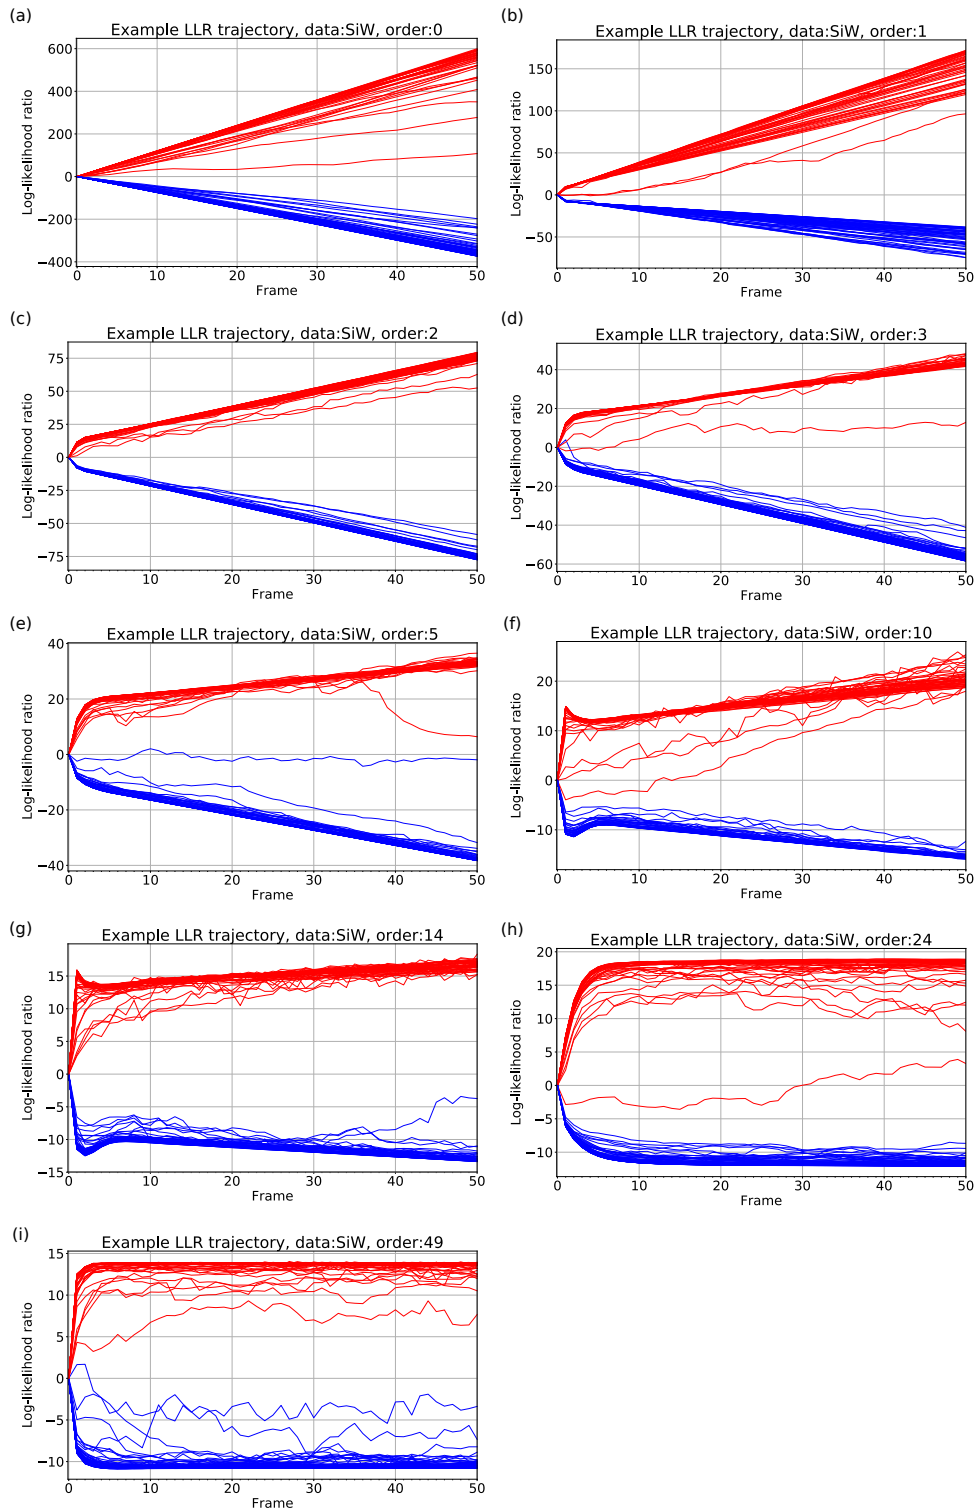 (a)
Example LLR trajectory, data:SiW, order:0
Log-likelihood ratio
600
400
200
0
−200
−400
0 10 20 30 40 50
Frame
(b)
Example LLR trajectory, data:SiW, order:1
Log-likelihood ratio
150
100
50
0
−50
0 10 20 30 40 50
Frame
(c)
Example LLR trajectory, data:SiW, order:2
Log-likelihood ratio
75
50
25
0
−25
−50
−75
0 10 20 30 40 50
Frame
(d)
Example LLR trajectory, data:SiW, order:3
Log-likelihood ratio
40
20
0
−20
−40
−60
0 10 20 30 40 50
Frame
(e)
Example LLR trajectory, data:SiW, order:5
Log-likelihood ratio
40
20
0
−20
−40
0 10 20 30 40 50
Frame
(f)
Example LLR trajectory, data:SiW, order:10
Log-likelihood ratio
20
10
0
−10
0 10 20 30 40 50
Frame
(g)
Example LLR trajectory, data:SiW, order:14
Log-likelihood ratio
15
10
5
0
−5
−10
−15
0 10 20 30 40 50
Frame
(h)
Example LLR trajectory, data:SiW, order:24
Log-likelihood ratio
20
15
10
5
0
−5
−10
0 10 20 30 40 50
Frame
(i)
Example LLR trajectory, data:SiW, order:49
Log-likelihood ratio
15
10
5
0
−5
−10
0 10 20 30 40 50
Frame